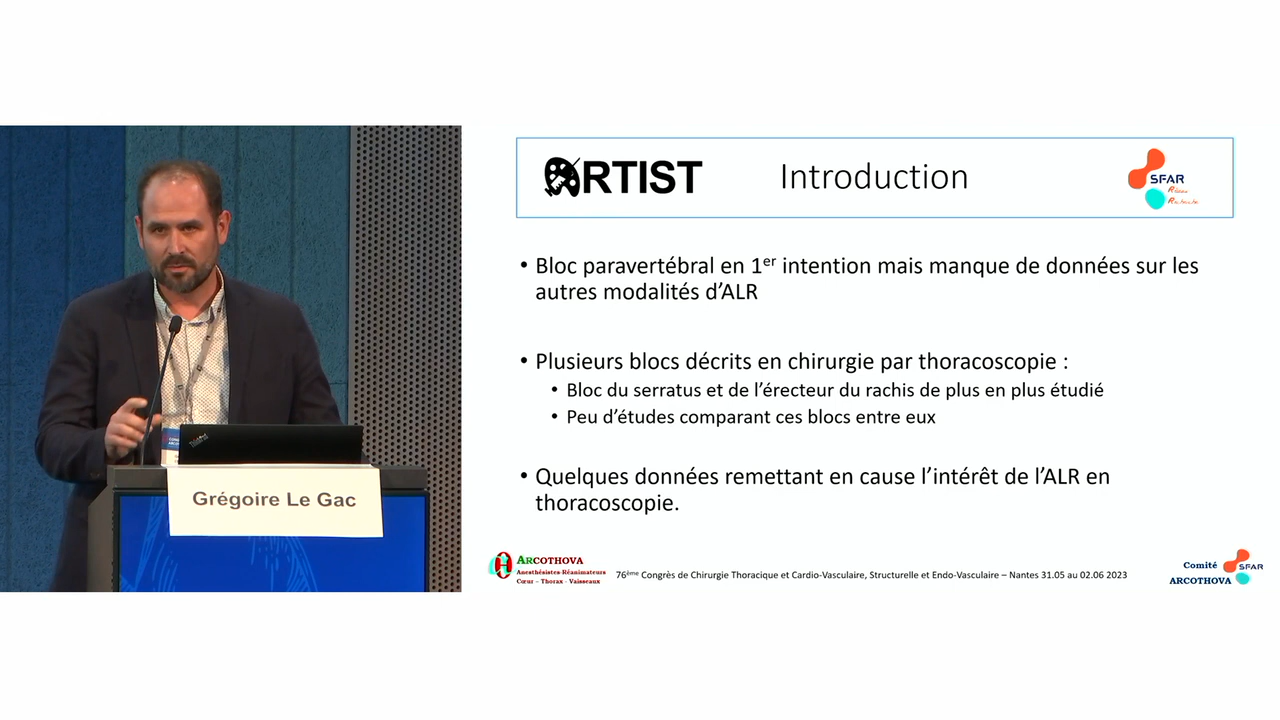 ThinkPad
Grégoire Le Gac
ARTIST
Introduction
SFAR
Réseau
Recherche
• Bloc paravertébral en 1er intention mais manque de données sur les
autres modalités d’ALR
• Plusieurs blocs décrits en chirurgie par thoracoscopie :
• Bloc du serratus et de l’érecteur du rachis de plus en plus étudié
• Peu d’études comparant ces blocs entre eux
• Quelques données remettant en cause l’intérêt de l’ALR en
thoracoscopie.
ARCOTHOVA
Anesthésistes-Réanimateurs
Cœur – Thorax - Vaisseaux
76ème Congrès de Chirurgie Thoracique et Cardio-Vasculaire, Structurelle et Endo-Vasculaire – Nantes 31.05 au 02.06 2023
Comité
ARCOTHOVA
SFAR